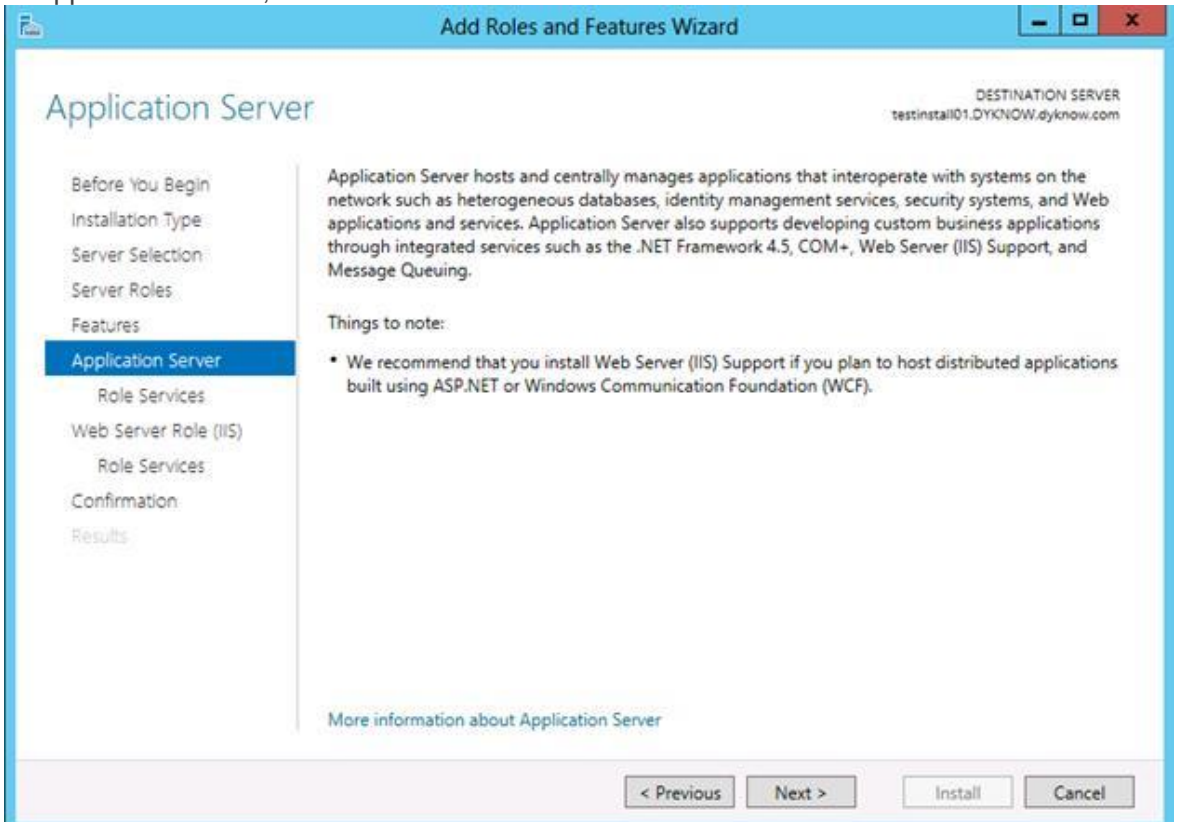 Add Roles and Features Wizard
Application Server
DESTINATION SERVER
testinstall01.DYKNOW.dyknow.com
Before You Begin
Installation Type
Server Selection
Server Roles
Features
Application Server
Role Services
Web Server Role (IIS)
Role Services
Confirmation
Results
Application Server hosts and centrally manages applications that interoperate with systems on the
network such as heterogeneous databases, identity management services, security systems, and Web
applications and services. Application Server also supports developing custom business applications
through integrated services such as the .NET Framework 4.5, COM+, Web Server (IIS) Support, and
Message Queuing.
Things to note:
• We recommend that you install Web Server (IIS) Support if you plan to host distributed applications
built using ASP.NET or Windows Communication Foundation (WCF).
More information about Application Server
< Previous
Next >
Install
Cancel